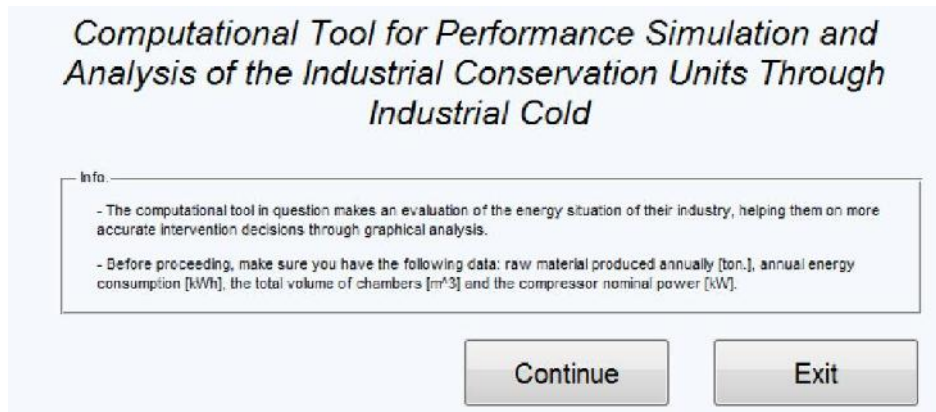 Computational Tool for Performance Simulation and
Analysis of the Industrial Conservation Units Through
Industrial Cold
Info.
- The computational tool in question makes an evaluation of the energy situation of their industry, helping them on more
accurate intervention decisions through graphical analysis.
- Before proceeding, make sure you have the following data: raw material produced annually [ton.], annual energy
consumption [kWh], the total volume of chambers [m^3] and the compressor nominal power [kW].
Continue
Exit